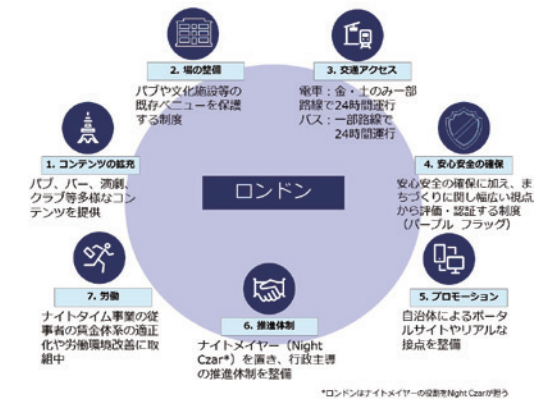 2. 場の整備
パブや文化施設等の
既存ベニューを保護
する制度
3. 交通アクセス
電車：金・土のみ一部
路線で24時間運行
バス：一部路線で
24時間運行
1. コンテンツの拡充
パブ、バー、演劇、
クラブ等多様なコン
テンツを提供
ロンドン
4. 安心安全の確保
安心安全の確保に加え、ま
ちづくりに関し幅広い視点
から評価・認証する制度
（パープル フラッグ）
7. 労働
ナイトタイム事業の従
事者の賃金体系の適正
化や労働環境改善に取
組中
6. 推進体制
ナイトメイヤー（Night
Czar*）を置き、行政主導
の推進体制を整備
5. プロモーション
自治体によるポータ
ルサイトやリアルな
接点を整備
*ロンドンはナイトメイヤーの役割をNight Czarが担う